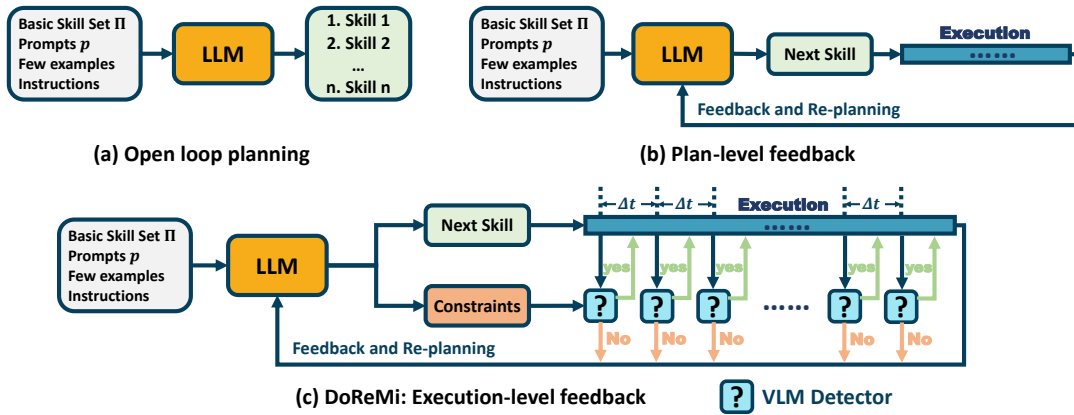 Basic Skill Set Π
Prompts p
Few examples
Instructions
LLM
1. Skill 1
2. Skill 2
...
n. Skill n
(a) Open loop planning
Basic Skill Set Π
Prompts p
Few examples
Instructions
LLM
Next Skill
Execution
......
Feedback and Re-planning
(b) Plan-level feedback
Basic Skill Set Π
Prompts p
Few examples
Instructions
LLM
Next Skill
Constraints
Δt Δt Δt
Execution
......
yes yes yes yes yes
? ? ? ...... ? ?
No No No No No
Feedback and Re-planning
(c) DoReMi: Execution-level feedback
? VLM Detector